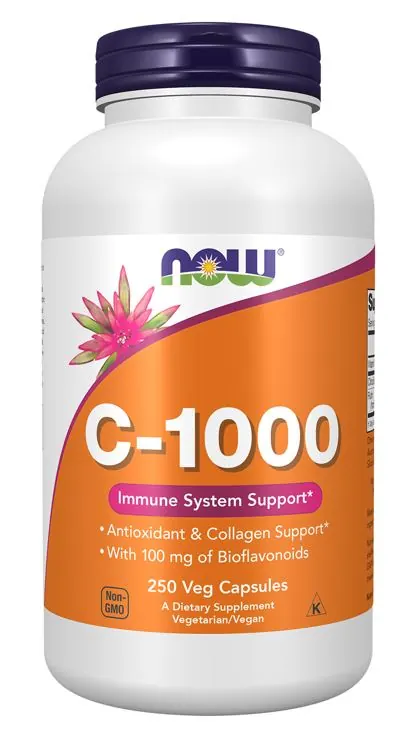 NOW®
C-1000
Immune System Support*
• Antioxidant & Collagen Support*
• With 100 mg of Bioflavonoids
250 Veg Capsules
Non-
GMO
A Dietary Supplement
Vegetarian/Vegan
K